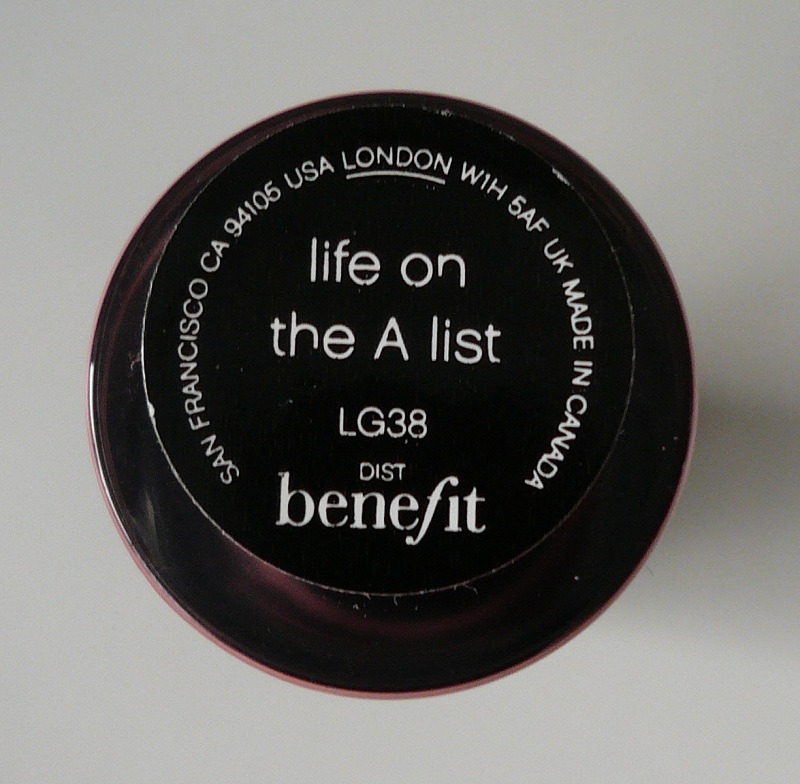 SAN FRANCISCO CA 94105 USA LONDON W1H 5AF UK MADE IN CANADA
life on
the A list
LG38
DIST
benefit